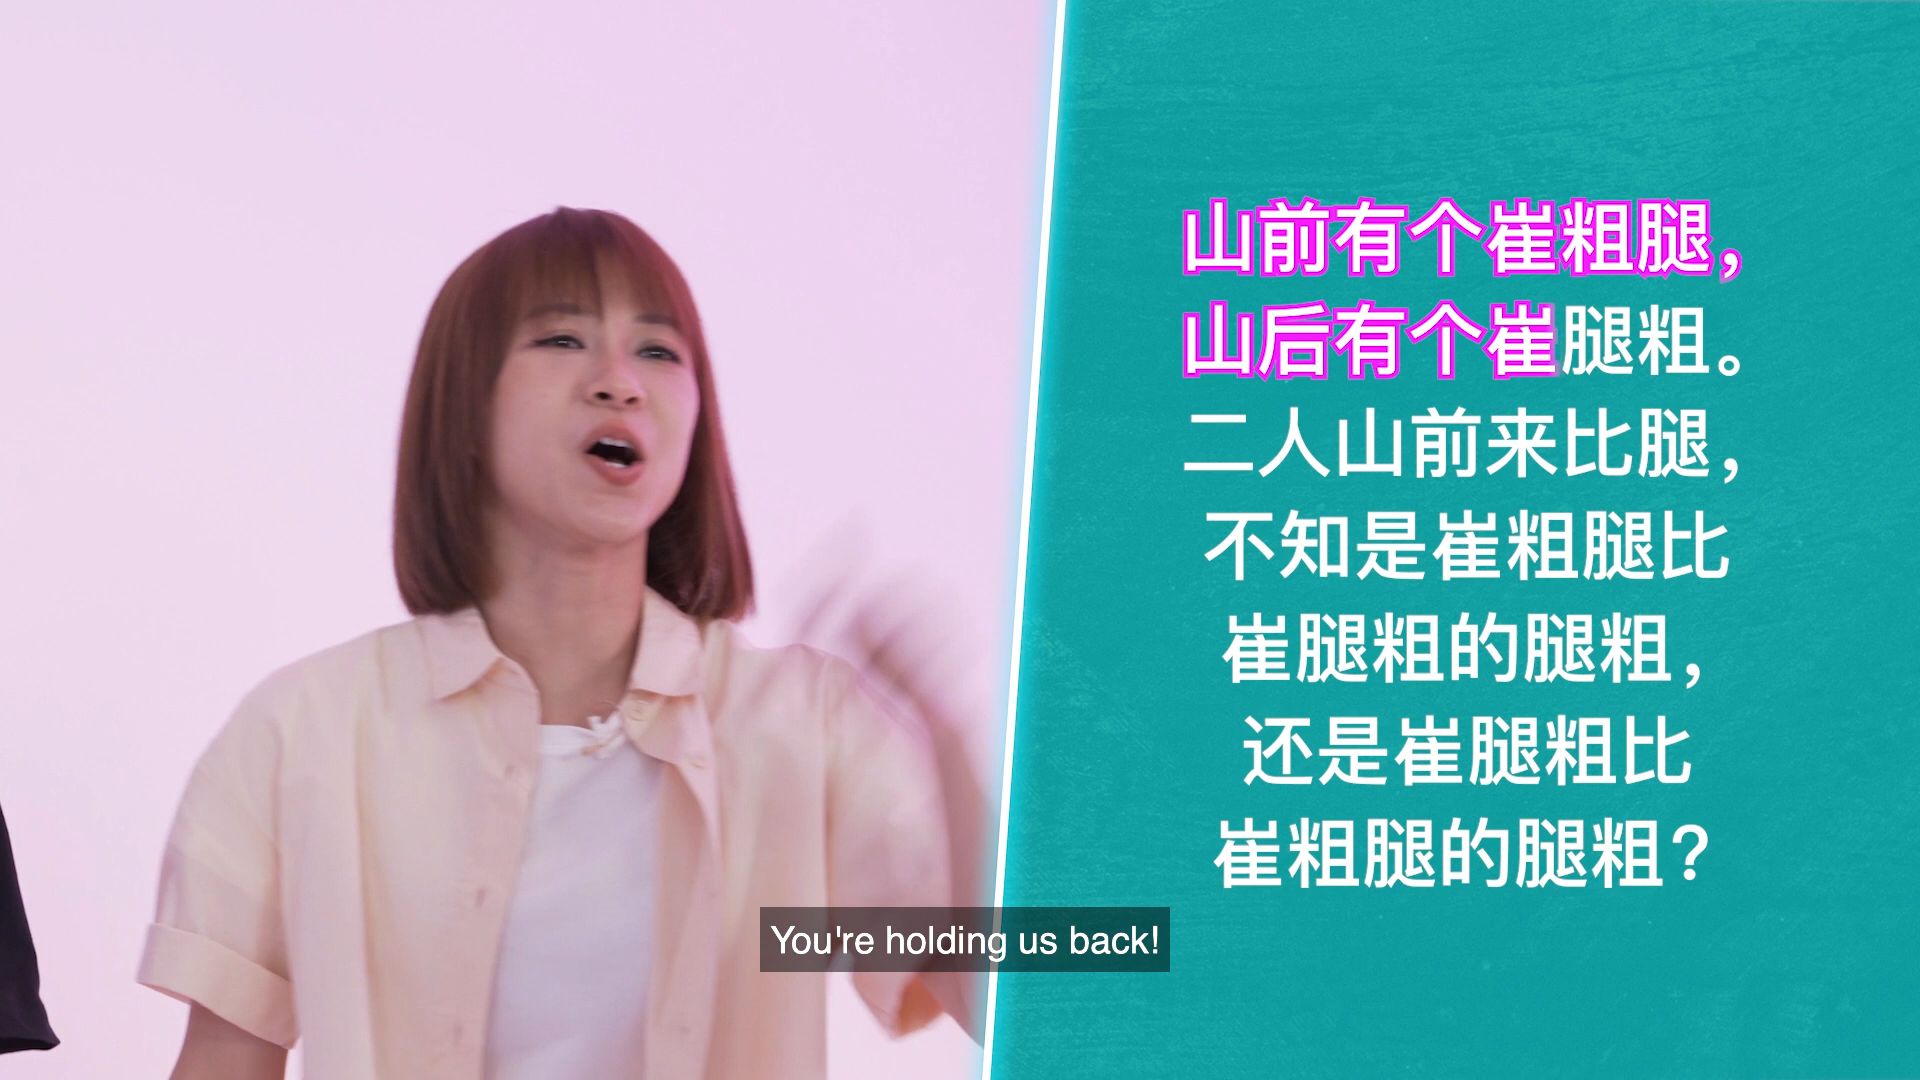 山前有个崔粗腿，
山后有个崔腿粗。
二人山前来比腿，
不知是崔粗腿比
崔腿粗的腿粗，
还是崔腿粗比
崔粗腿的腿粗？
You're holding us back!